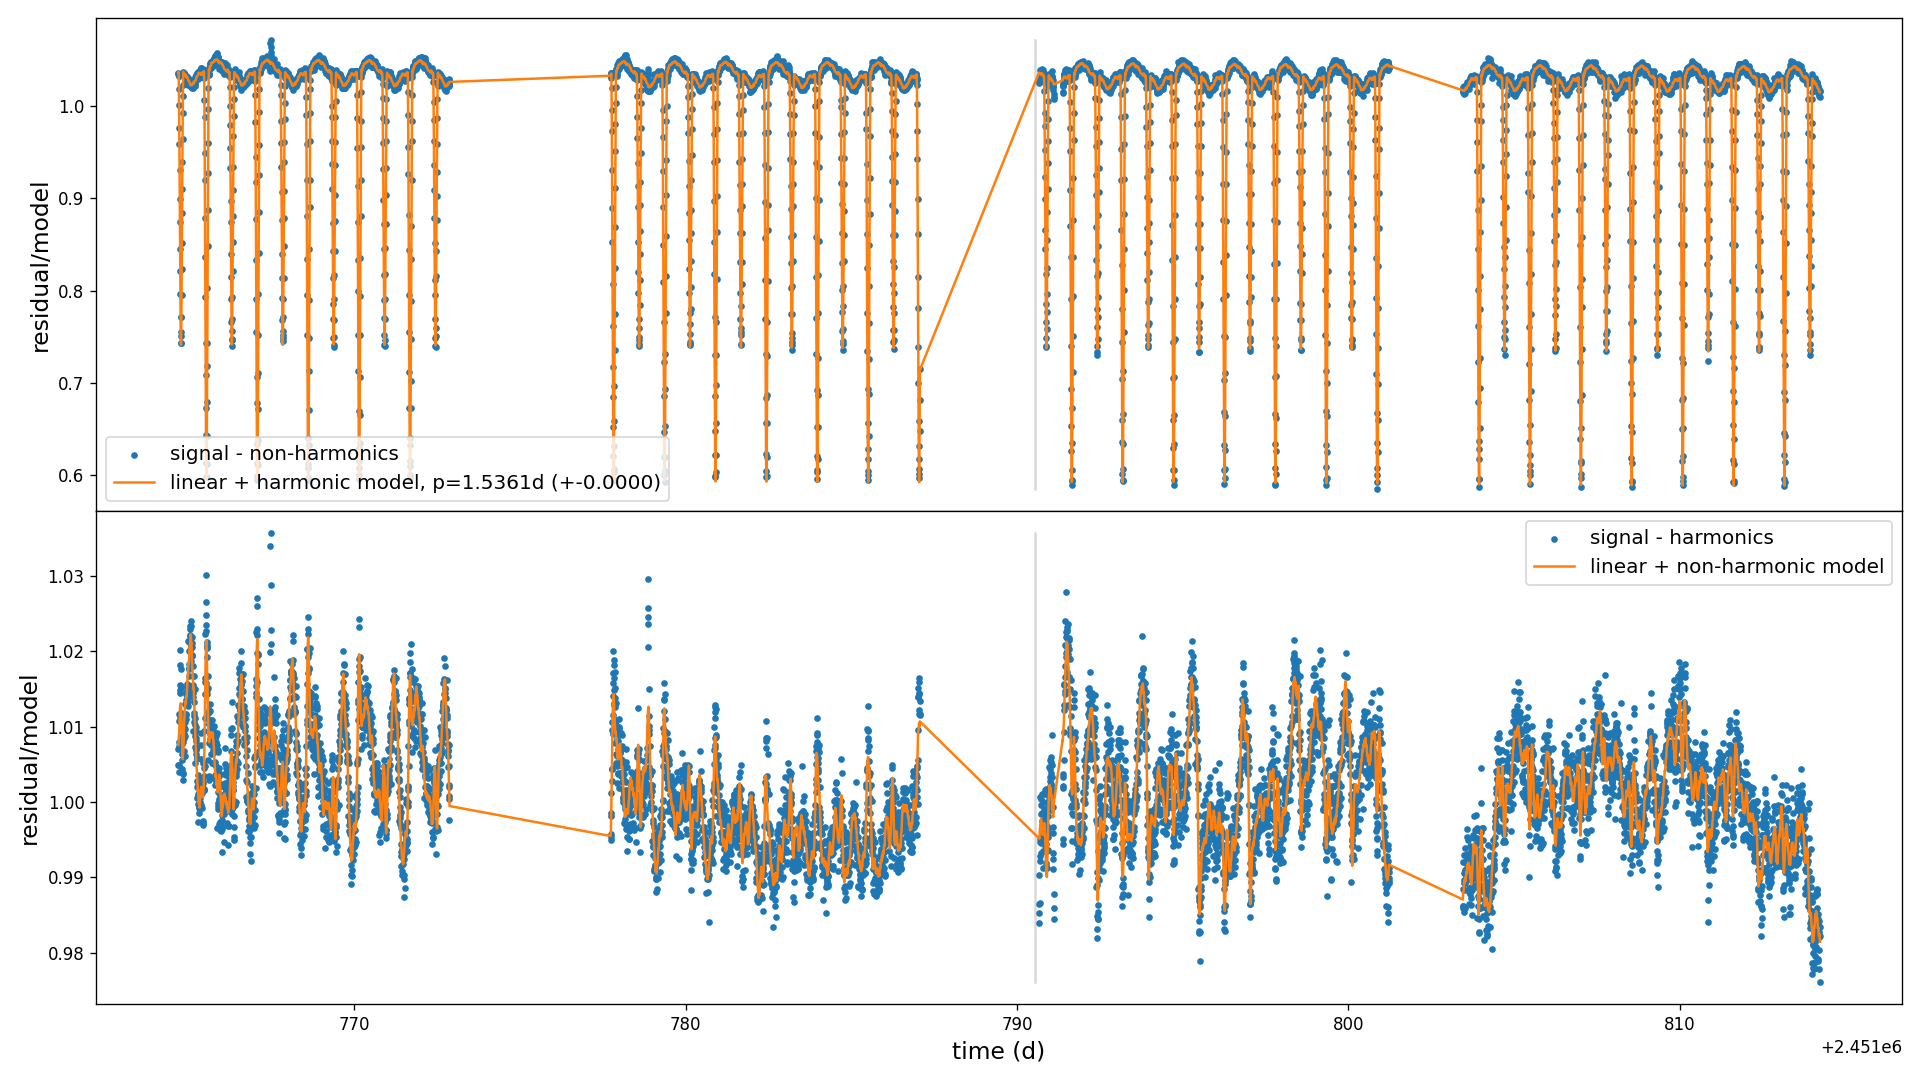 1.0
0.9
0.8
0.7
0.6
residual/model
signal - non-harmonics
linear + harmonic model, p=1.5361d (+-0.0000)
1.03
1.02
1.01
1.00
0.99
0.98
residual/model
signal - harmonics
linear + non-harmonic model
770 780 790 800 810
time (d)
+2.451e6